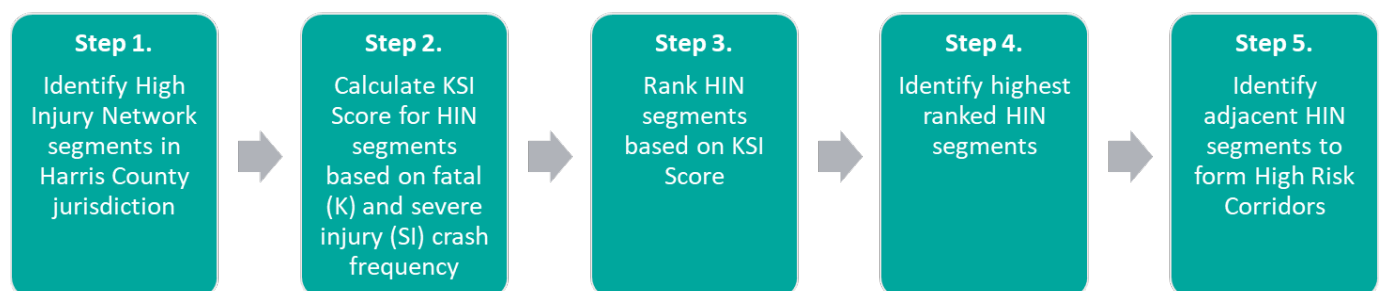 Step 1.
Identify High
Injury Network
segments in
Harris County
jurisdiction
Step 2.
Calculate KSI
Score for HIN
segments
based on fatal
(K) and severe
injury (SI) crash
frequency
Step 3.
Rank HIN
segments
based on KSI
Score
Step 4.
Identify highest
ranked HIN
segments
Step 5.
Identify
adjacent HIN
segments to
form High Risk
Corridors